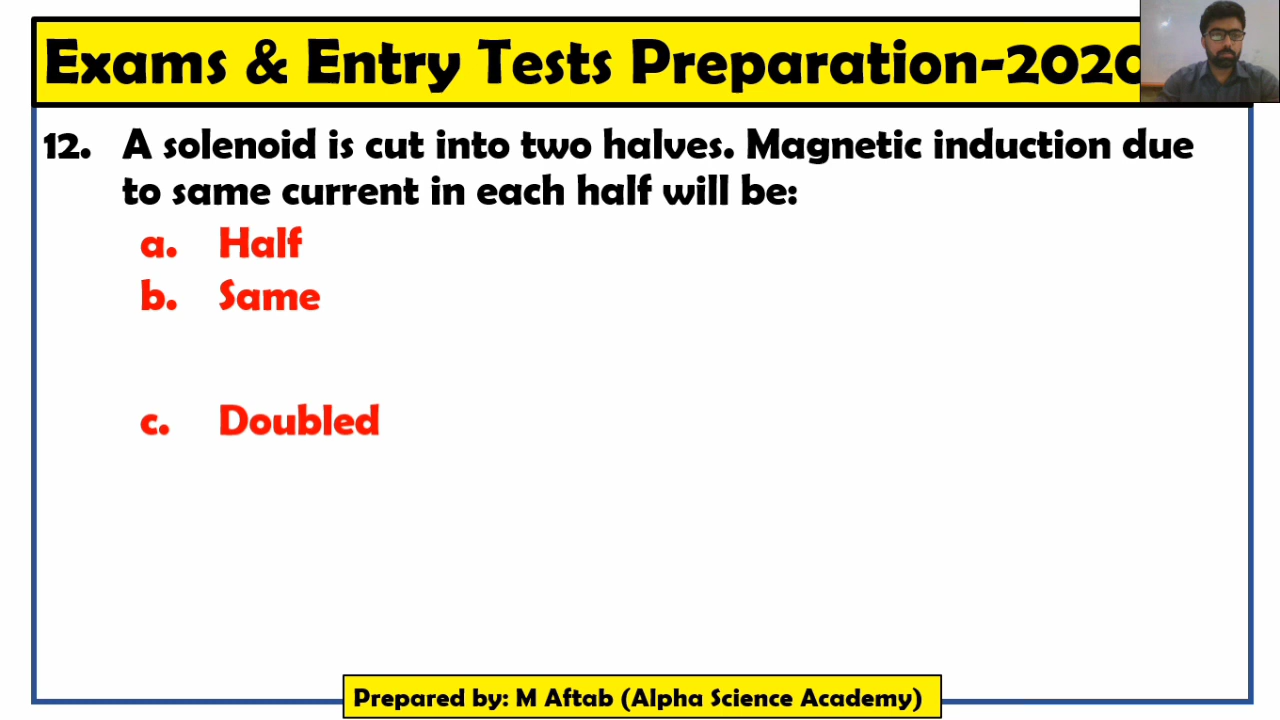 Exams & Entry Tests Preparation-2020
12. A solenoid is cut into two halves. Magnetic induction due
to same current in each half will be:
a. Half
b. Same
c. Doubled
Prepared by: M Aftab (Alpha Science Academy)